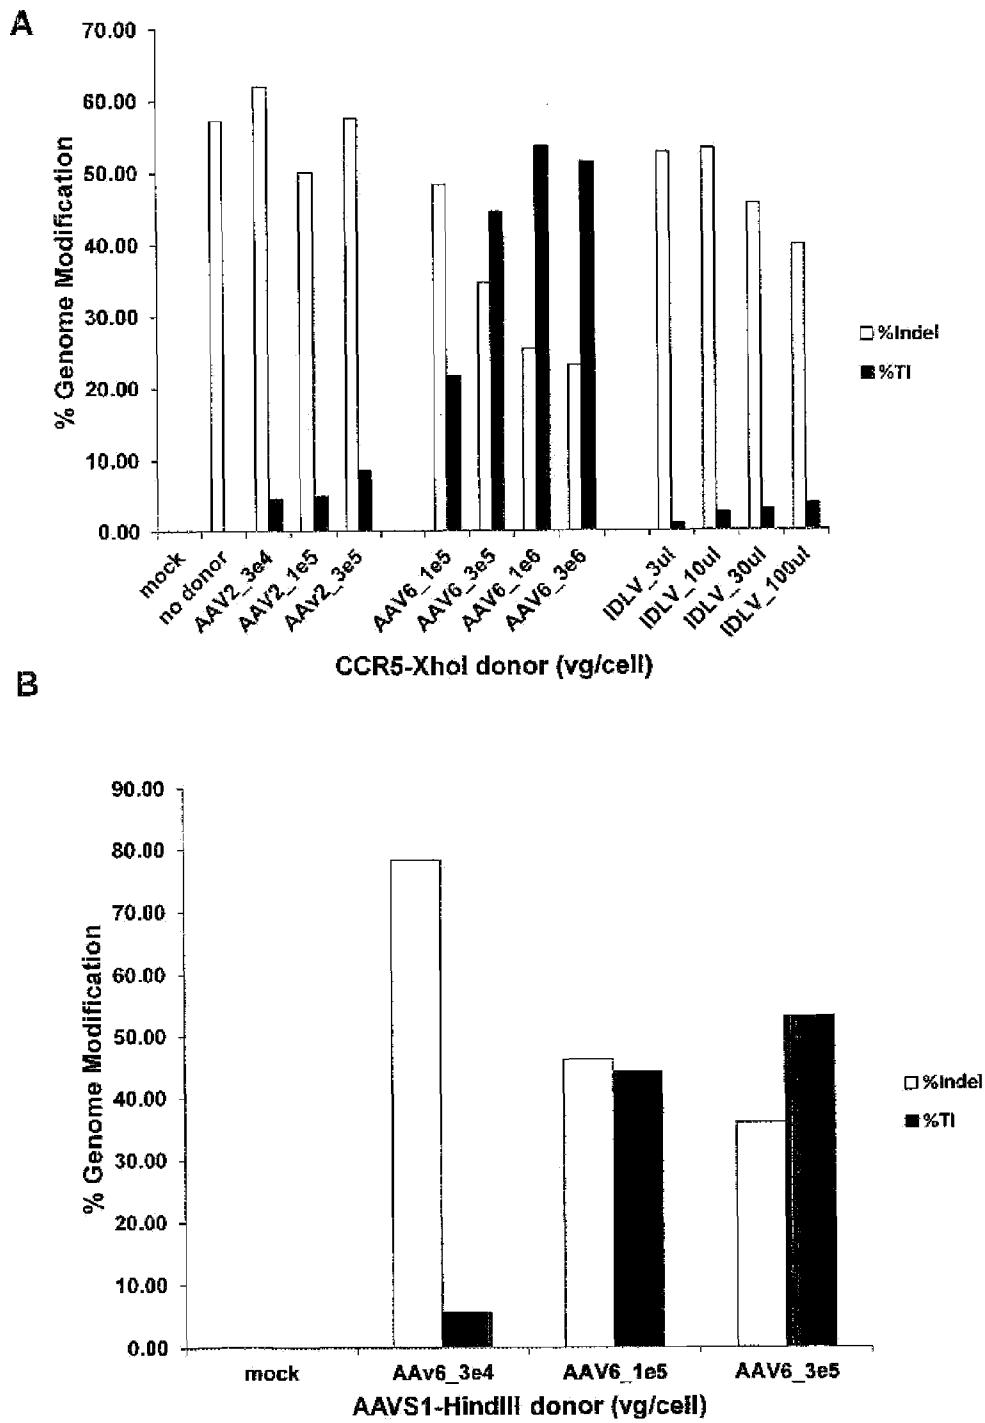 A
70.00
60.00
50.00
40.00
30.00
20.00
10.00
0.00
% Genome Modification
mock
no donor
AAV2_3e4
AAV2_1e5
AAV2_3e5
AAV6_1e5
AAV6_3e5
AAV6_1e6
AAV6_3e6
IDLV_3ul
IDLV_10ul
IDLV_30ul
IDLV_100ul
%Indel
%TI
CCR5-XhoI donor (vg/cell)
B
90.00
80.00
70.00
60.00
50.00
40.00
30.00
20.00
10.00
0.00
% Genome Modification
mock
AAv6_3e4
AAV6_1e5
AAV6_3e5
%Indel
%TI
AAVS1-HindIII donor (vg/cell)